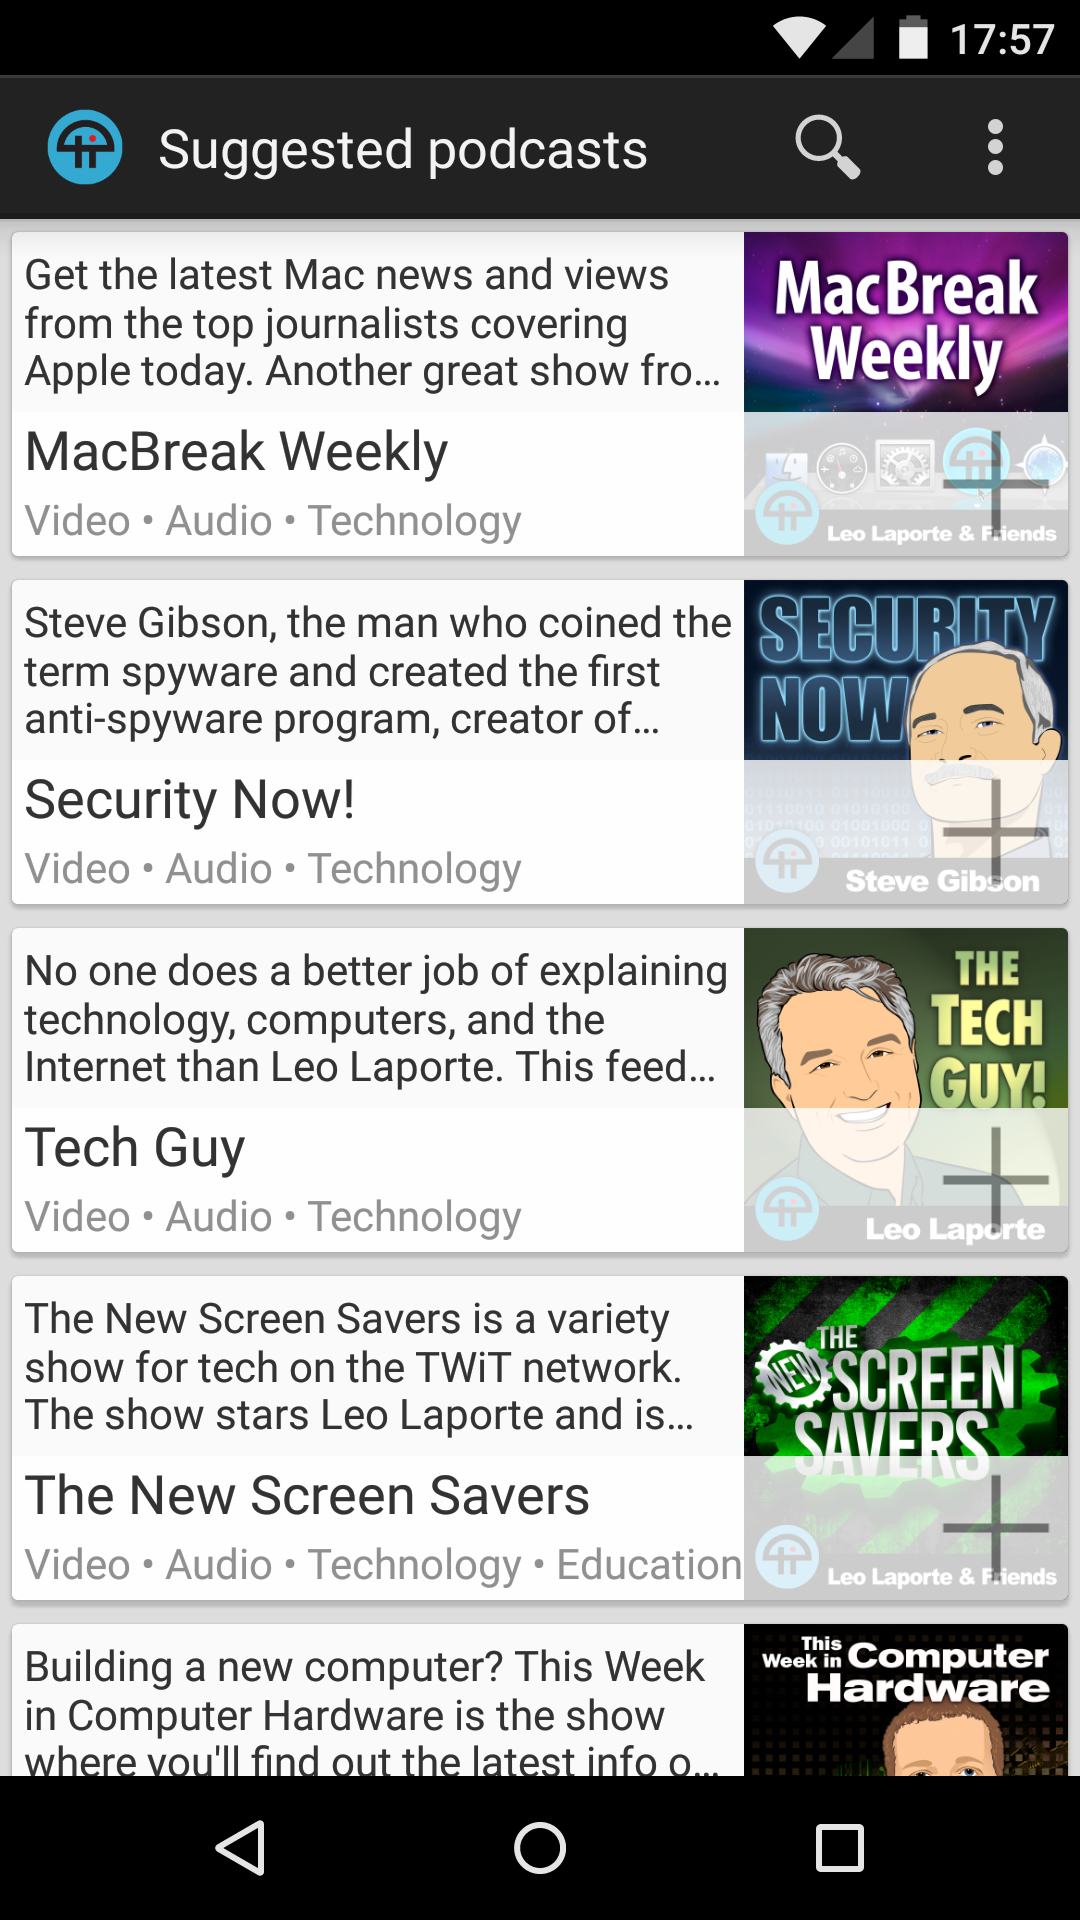 17:57
Suggested podcasts
Get the latest Mac news and views
from the top journalists covering
Apple today. Another great show fro...
MacBreak Weekly
Video • Audio • Technology
MacBreak
Weekly
Leo Laporte & Friends
Steve Gibson, the man who coined the
term spyware and created the first
anti-spyware program, creator of...
Security Now!
Video • Audio • Technology
SECURITY
NOW
Steve Gibson
No one does a better job of explaining
technology, computers, and the
Internet than Leo Laporte. This feed...
Tech Guy
Video • Audio • Technology
THE
TECH
GUY!
Leo Laporte
The New Screen Savers is a variety
show for tech on the TWiT network.
The show stars Leo Laporte and is...
The New Screen Savers
Video • Audio • Technology • Education
THE
NEW SCREEN
SAVERS
Leo Laporte & Friends
Building a new computer? This Week
in Computer Hardware is the show
where you'll find out the latest info o...
This
Week in Computer
Hardware